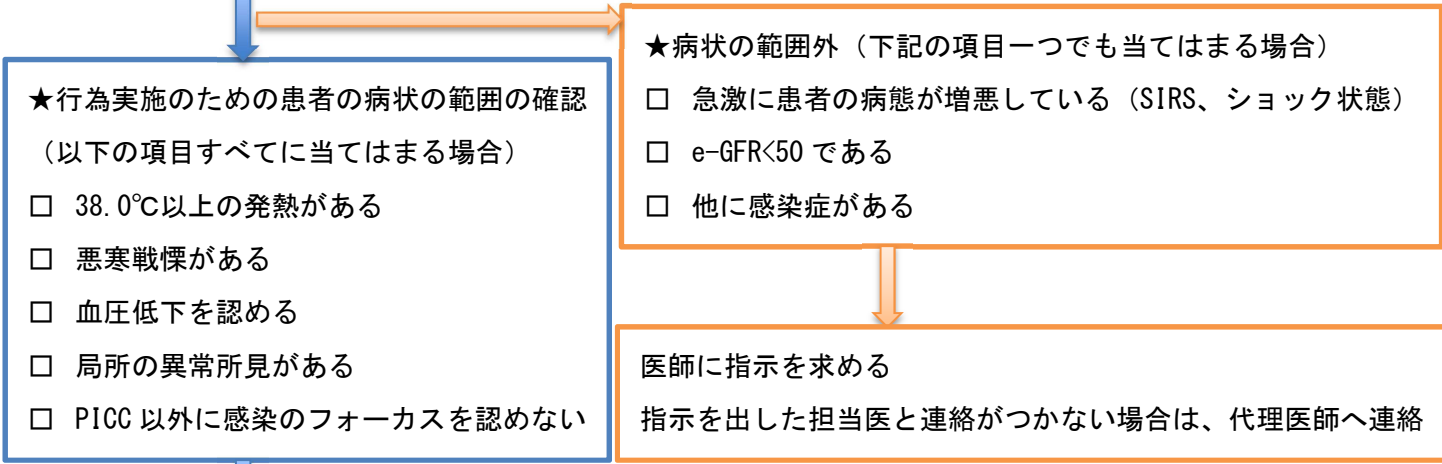 ★行為実施のための患者の病状の範囲の確認
（以下の項目すべてに当てはまる場合）
□ 38.0℃以上の発熱がある
□ 悪寒戦慄がある
□ 血圧低下を認める
□ 局所の異常所見がある
□ PICC 以外に感染のフォーカスを認めない
★病状の範囲外（下記の項目一つでも当てはまる場合）
□ 急激に患者の病態が増悪している（SIRS、ショック状態）
□ e-GFR<50 である
□ 他に感染症がある
医師に指示を求める
指示を出した担当医と連絡がつかない場合は、代理医師へ連絡